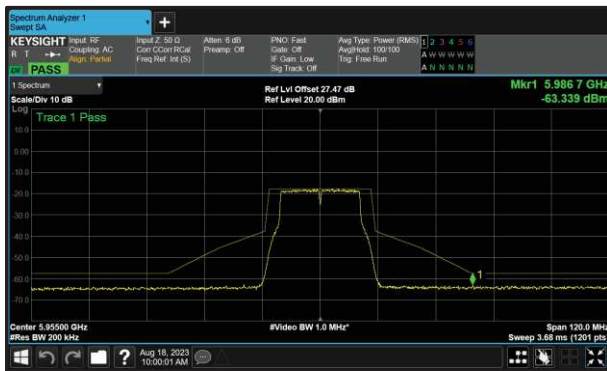 Spectrum Analyzer 1
Swept SA
+
KEYSIGHT
R T
PASS
Input: RF
Coupling: AC
Align: Partial
Input Z: 50 Ω
Corr CCorr RCal
Freq Ref: Int (S)
Atten: 6 dB
Preamp: Off
PNO: Fast
Gate: Off
IF Gain: Low
Sig Track: Off
Avg Type: Power (RMS)
Avg|Hold: 100/100
Trig: Free Run
1 2 3 4 5 6
A W W W W W
A N N N N N
1 Spectrum
Scale/Div 10 dB
Ref Lvl Offset 27.47 dB
Ref Level 20.00 dBm
Mkr1 5.986 7 GHz
-63.339 dBm
Log
Trace 1 Pass
10.0
0.00
-10.0
-20.0
-30.0
-40.0
-50.0
-60.0
-70.0
1
Center 5.95500 GHz
#Res BW 200 kHz
#Video BW 1.0 MHz*
Span 120.0 MHz
Sweep 3.68 ms (1201 pts)
?
Aug 18, 2023
10:00:01 AM